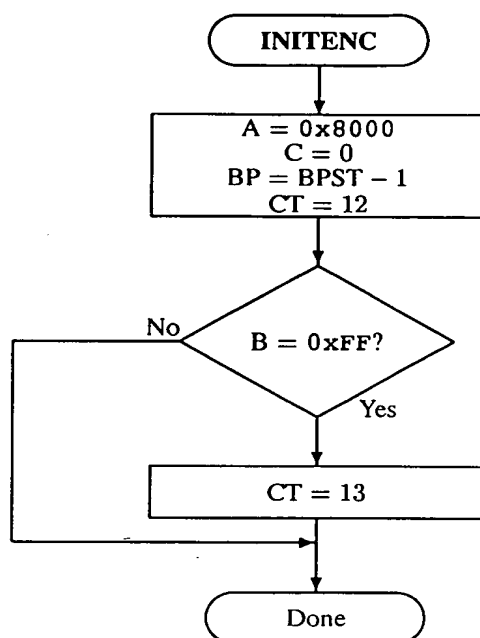 INITENC
A = 0x8000
C = 0
BP = BPST − 1
CT = 12
No
B = 0xFF?
Yes
CT = 13
Done